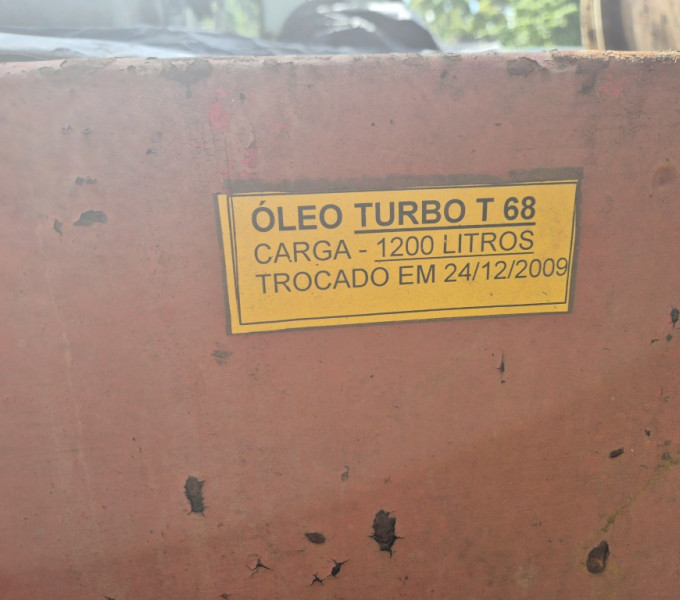 ÓLEO TURBO T 68
CARGA - 1200 LITROS
TROCADO EM 24/12/2009